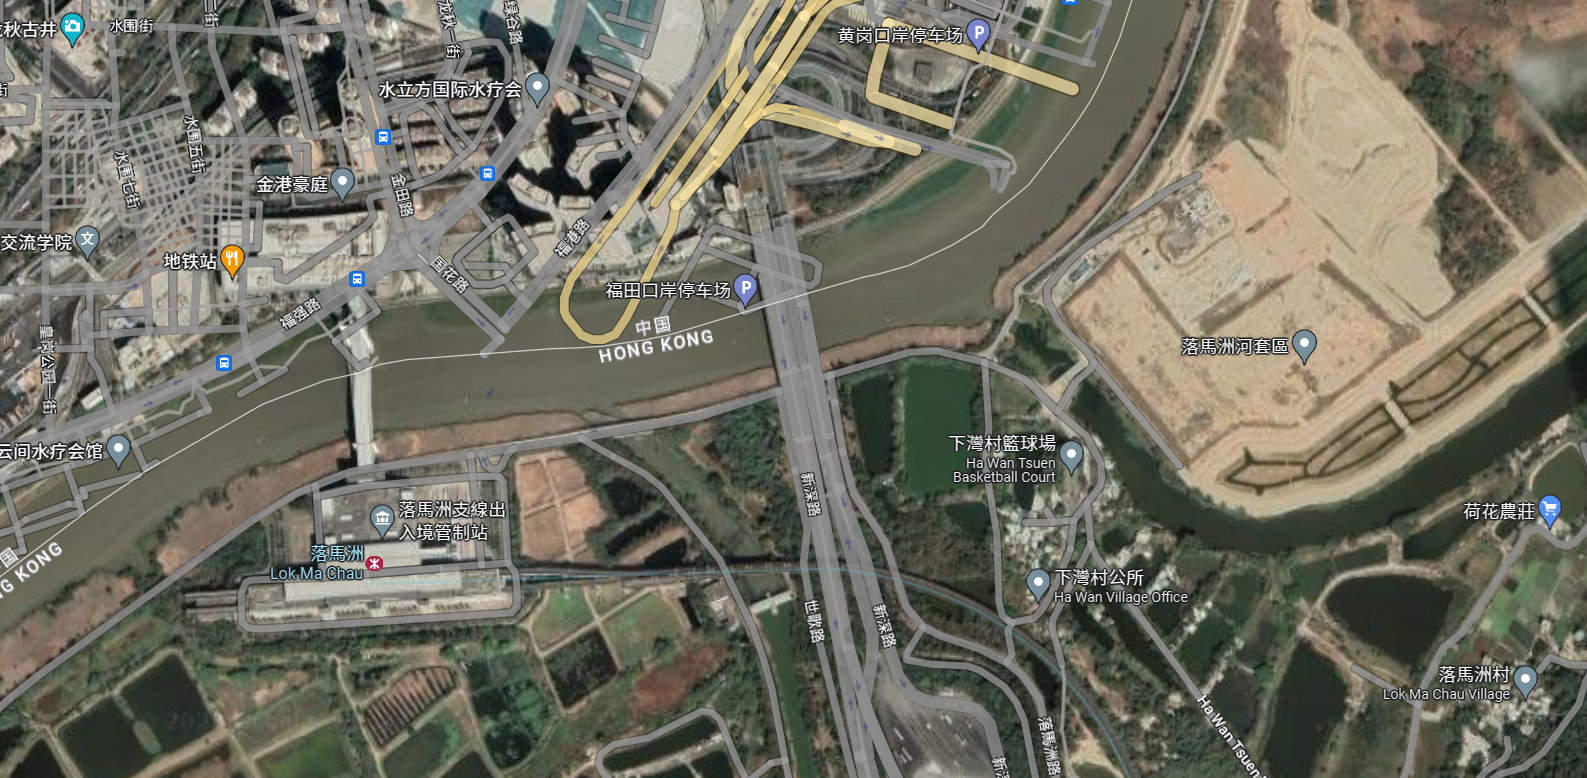 秋古井
水围街
二街
龙秋一街
绿谷路
黄岗口岸停车场
水立方国际水疗会
水围五街
水围七街
金港豪庭
金田路
交流学院
地铁站
福港路
国花路
福田口岸停车场
福强路
中国
HONG KONG
皇岗公园一街
落馬洲河套區
云间水疗会馆
下灣村籃球場
Ha Wan Tsuen
Basketball Court
新深路
落馬洲支線出
入境管制站
荷花農莊
国
NG KONG
落馬洲
Lok Ma Chau
下灣村公所
Ha Wan Village Office
世歌路
新深路
落馬洲村
Lok Ma Chau Village
Ha Wan Tsuen
落馬洲路